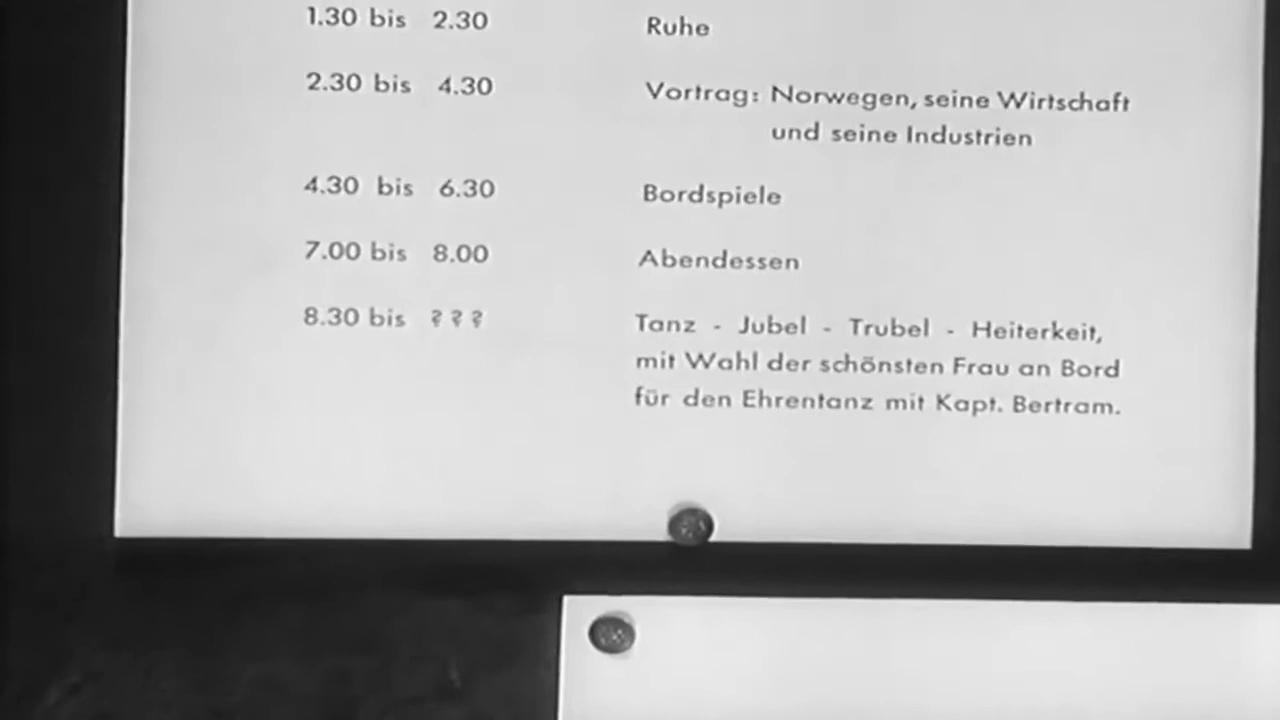 1.30 bis 2.30 Ruhe
2.30 bis 4.30 Vortrag: Norwegen, seine Wirtschaft
und seine Industrien
4.30 bis 6.30 Bordspiele
7.00 bis 8.00 Abendessen
8.30 bis ? ? ? Tanz - Jubel - Trubel - Heiterkeit,
mit Wahl der schönsten Frau an Bord
für den Ehrentanz mit Kapt. Bertram.